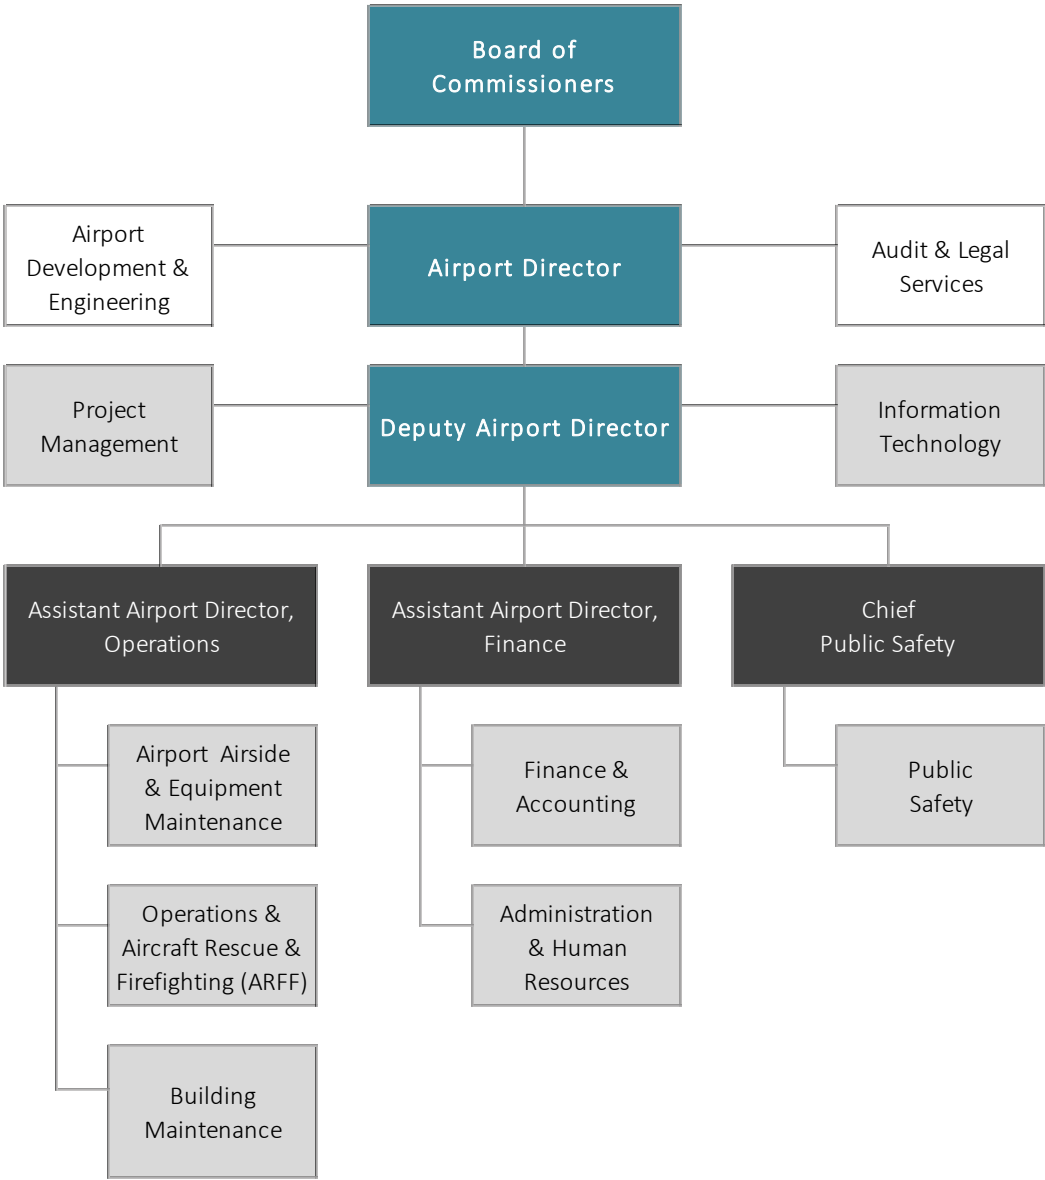 Board of
Commissioners
Airport
Development &
Engineering
Airport Director
Audit & Legal
Services
Project
Management
Deputy Airport Director
Information
Technology
Assistant Airport Director,
Operations
Assistant Airport Director,
Finance
Chief
Public Safety
Airport  Airside
& Equipment
Maintenance
Finance &
Accounting
Public
Safety
Operations &
Aircraft Rescue &
Firefighting (ARFF)
Administration
& Human
Resources
Building
Maintenance